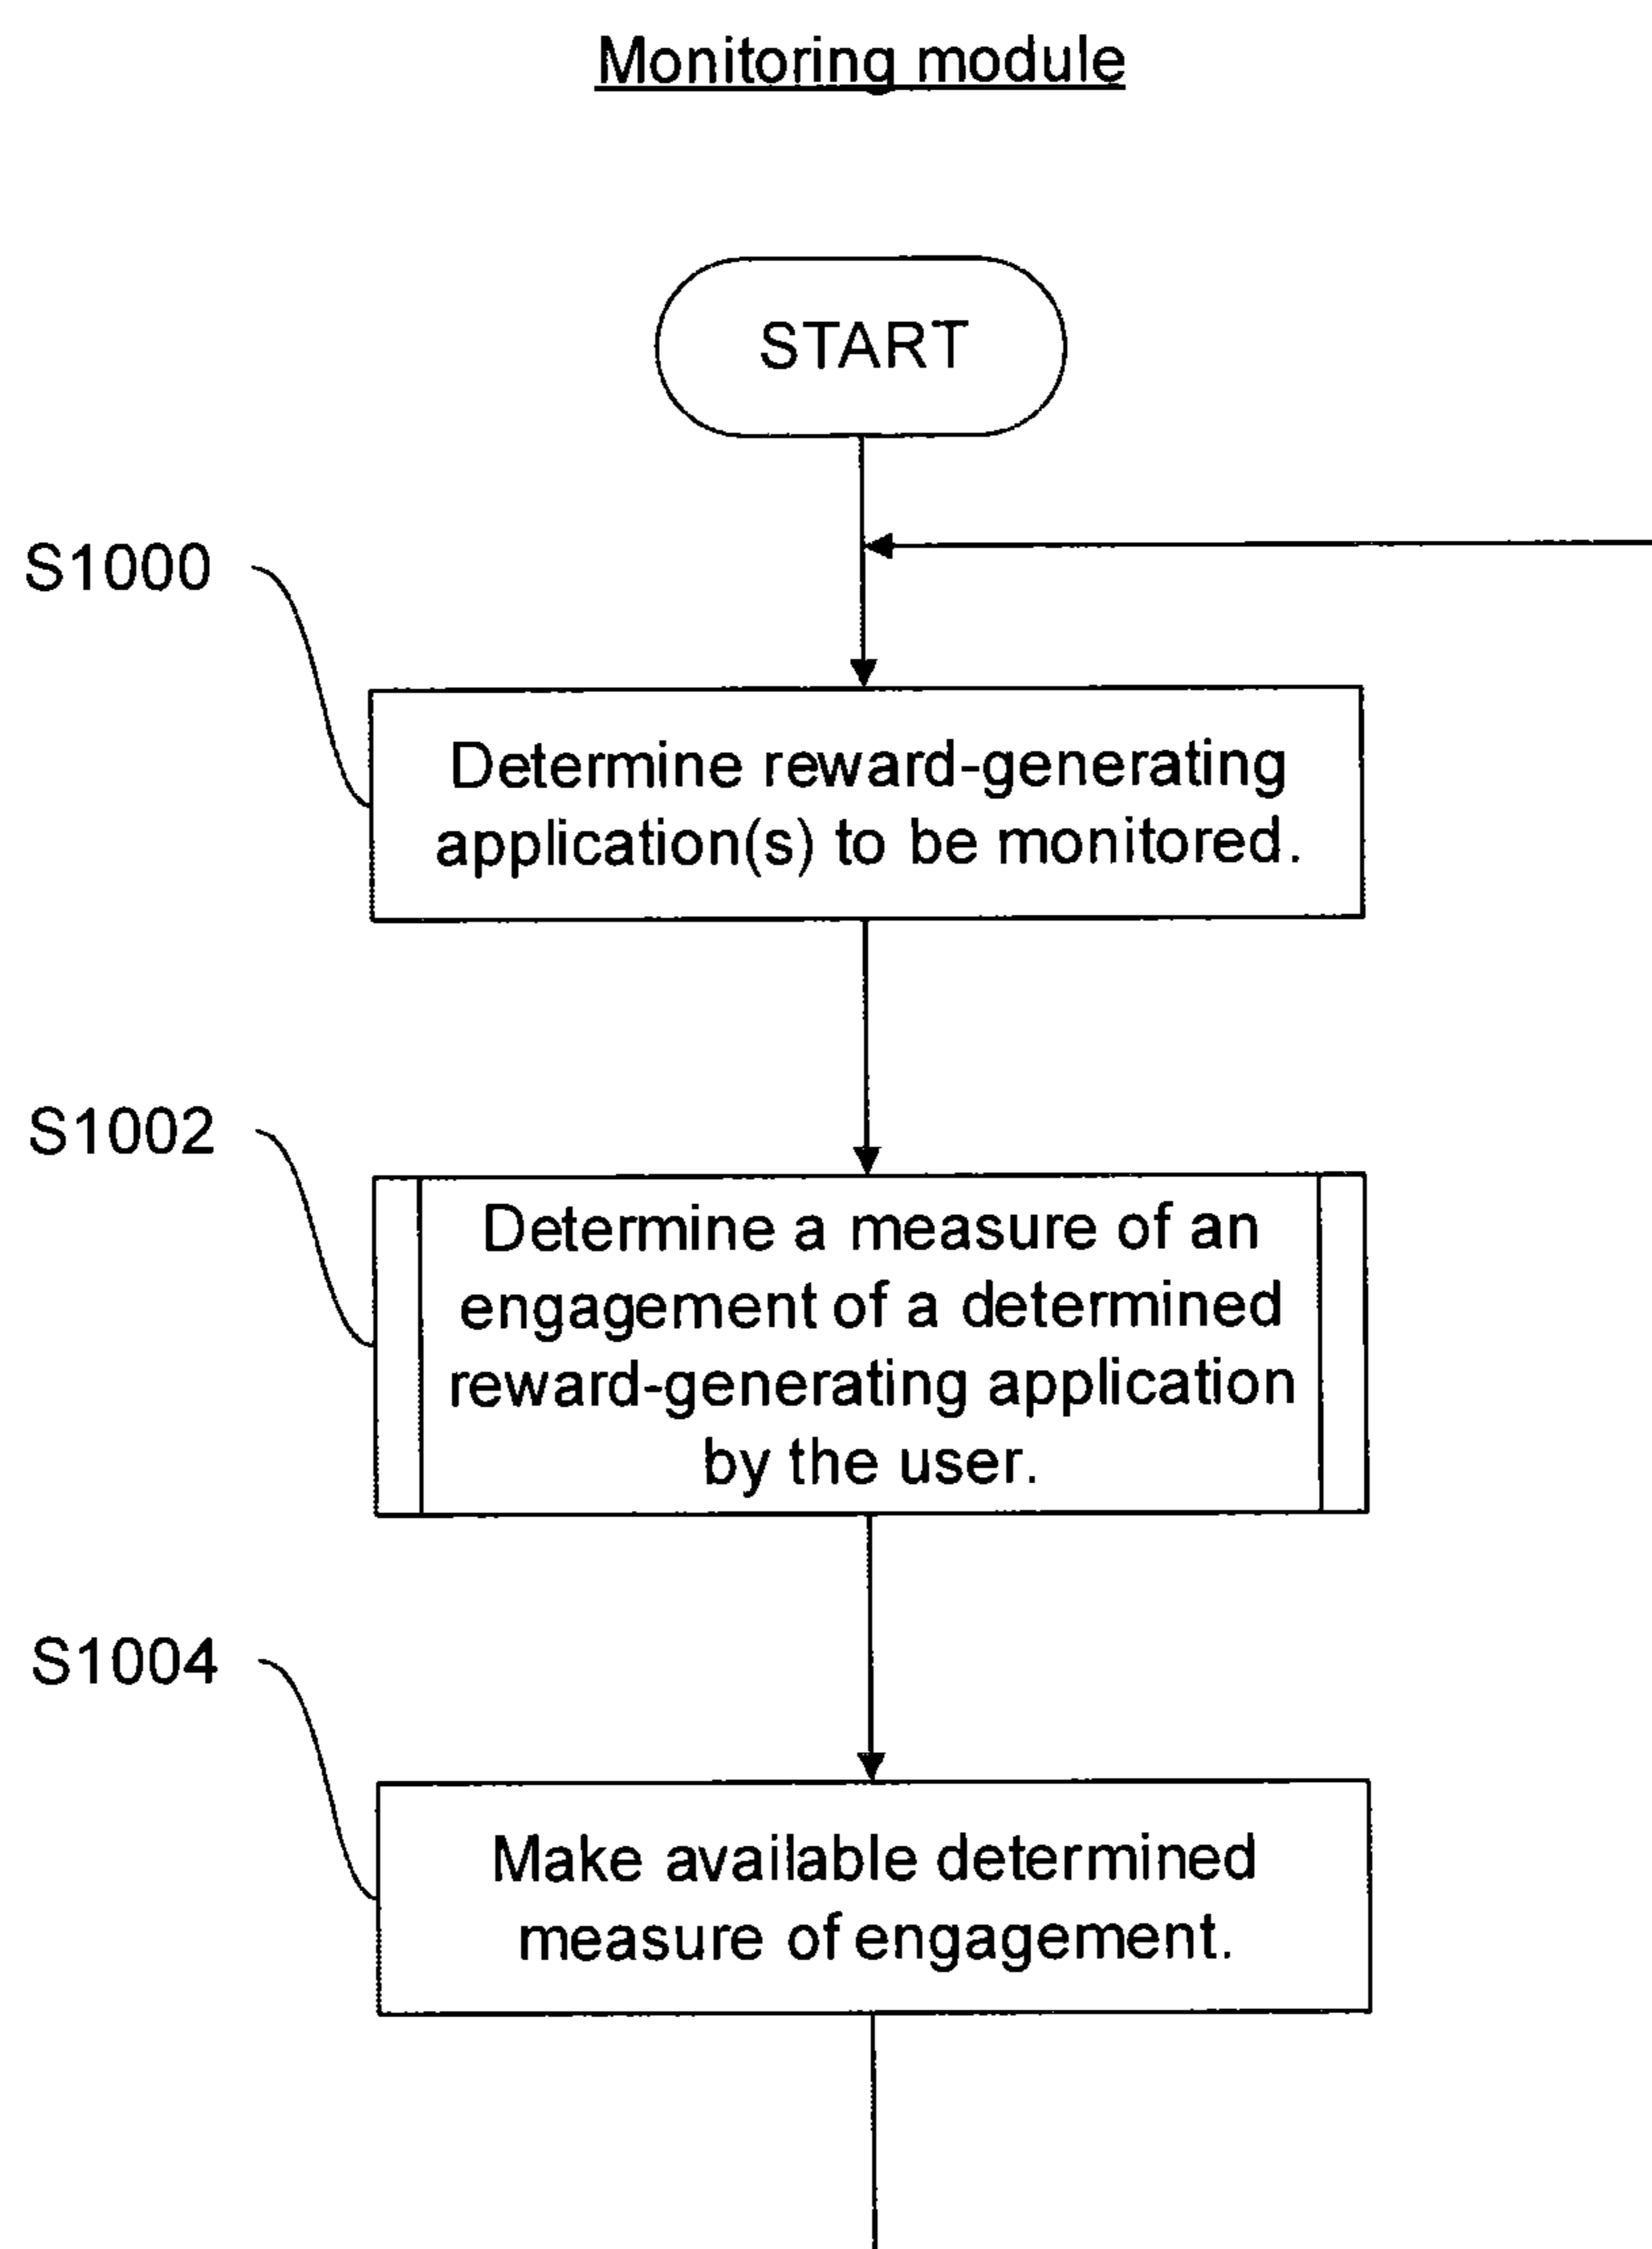 Monitoring module
START
S1000
Determine reward-generating
application(s) to be monitored.
S1002
Determine a measure of an
engagement of a determined
reward-generating application
by the user.
S1004
Make available determined
measure of engagement.